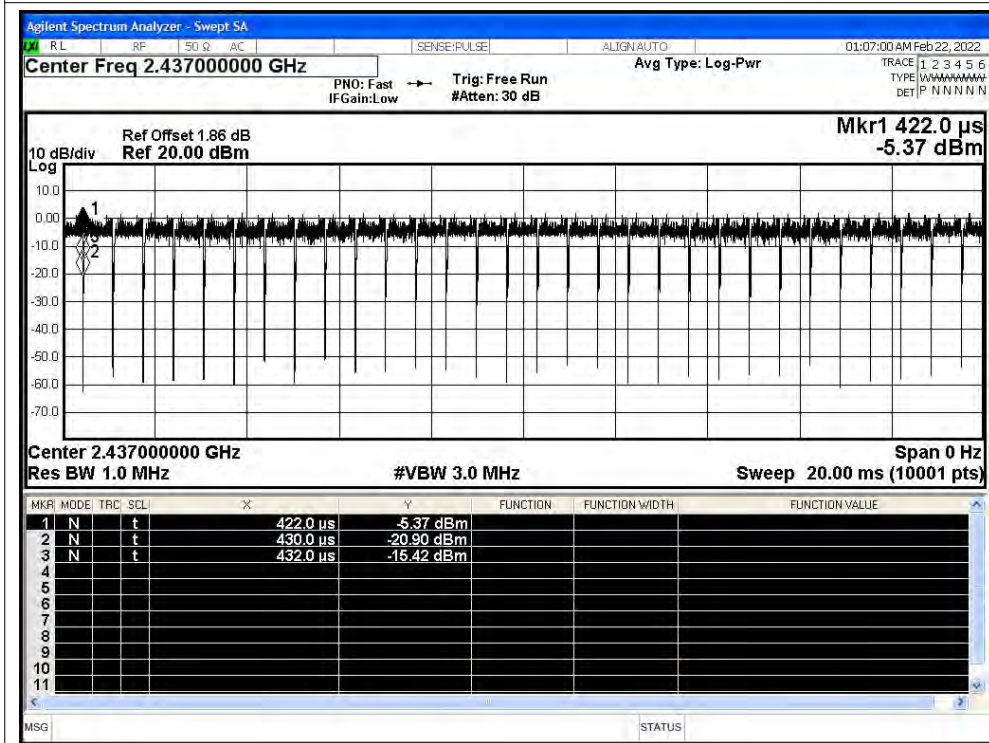 Agilent Spectrum Analyzer - Swept SA
RL RF 50 Ω AC SENSE:PULSE ALIGN AUTO 01:07:00 AM Feb 22, 2022
Center Freq 2.437000000 GHz Avg Type: Log-Pwr TRACE 1 2 3 4 5 6
PNO: Fast Trig: Free Run TYPE
IFGain:Low #Atten: 30 dB DET P N N N N N
Mkr1 422.0 µs
Ref Offset 1.86 dB
10 dB/div Ref 20.00 dBm -5.37 dBm
Log
10.0
1
0.00
-10.0
2
-20.0
-30.0
-40.0
-50.0
-60.0
-70.0
Center 2.437000000 GHz Span 0 Hz
Res BW 1.0 MHz #VBW 3.0 MHz Sweep 20.00 ms (10001 pts)
MKR MODE TRC SCL X Y FUNCTION FUNCTION WIDTH FUNCTION VALUE
1 N t 422.0 µs -5.37 dBm
2 N t 430.0 µs -20.90 dBm
3 N t 432.0 µs -15.42 dBm
4
5
6
7
8
9
10
11
MSG STATUS